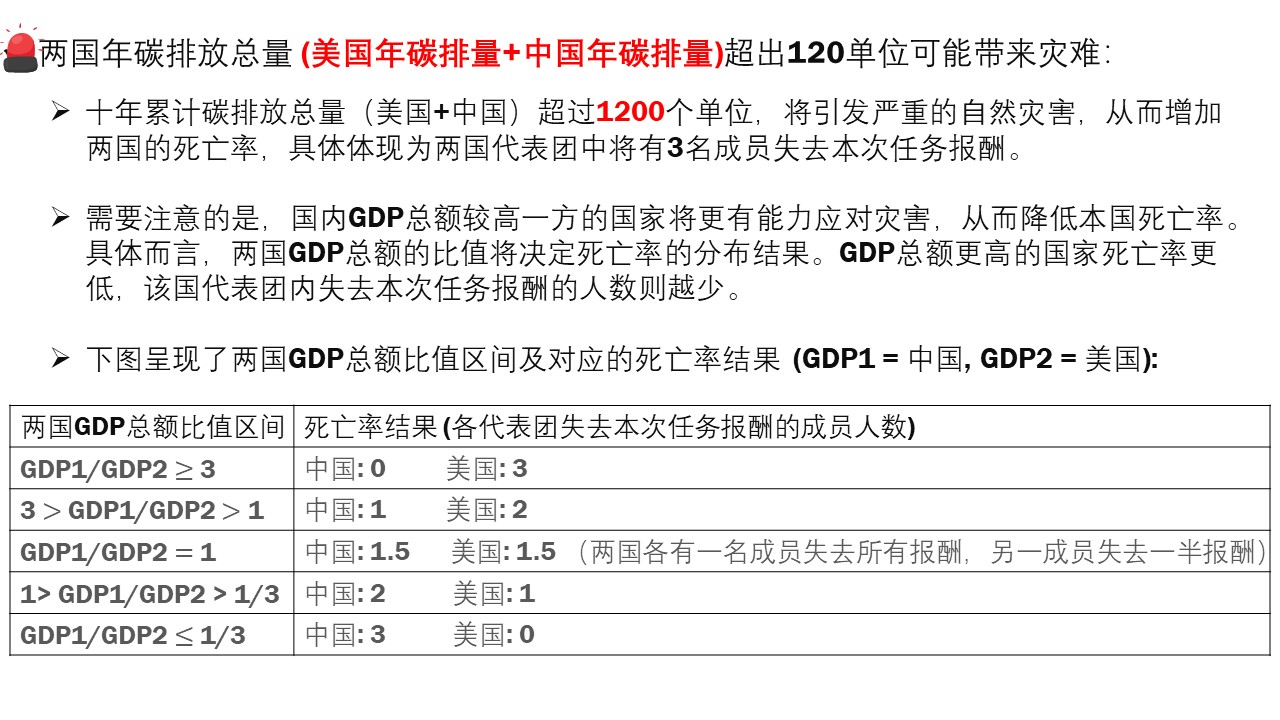 两国年碳排放总量 (美国年碳排量+中国年碳排量)超出120单位可能带来灾难：
➢ 十年累计碳排放总量（美国+中国）超过1200个单位，将引发严重的自然灾害，从而增加
两国的死亡率，具体体现为两国代表团中将有3名成员失去本次任务报酬。
➢ 需要注意的是，国内GDP总额较高一方的国家将更有能力应对灾害，从而降低本国死亡率。
具体而言，两国GDP总额的比值将决定死亡率的分布结果。GDP总额更高的国家死亡率更
低，该国代表团内失去本次任务报酬的人数则越少。
➢ 下图呈现了两国GDP总额比值区间及对应的死亡率结果 (GDP1 = 中国, GDP2 = 美国):
两国GDP总额比值区间 死亡率结果 (各代表团失去本次任务报酬的成员人数)
GDP1/GDP2 ≥ 3 中国: 0 美国: 3
3 > GDP1/GDP2 > 1 中国: 1 美国: 2
GDP1/GDP2 = 1 中国: 1.5 美国: 1.5 （两国各有一名成员失去所有报酬，另一成员失去一半报酬）
1> GDP1/GDP2 > 1/3 中国: 2 美国: 1
GDP1/GDP2 ≤ 1/3 中国: 3 美国: 0